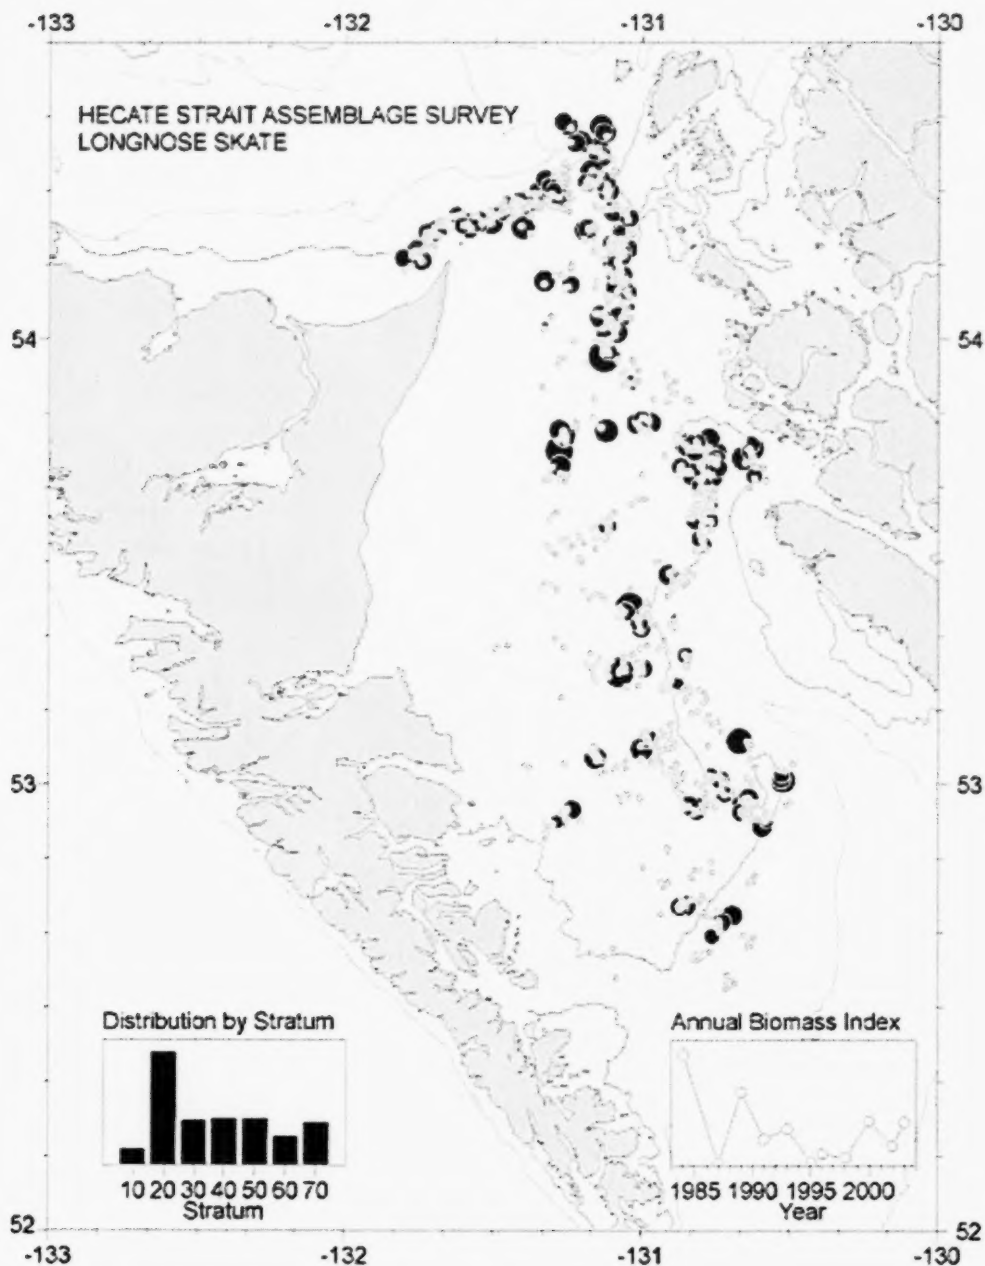 -133 -132 -131 -130
HECATE STRAIT ASSEMBLAGE SURVEY
LONGNOSE SKATE
54 54
53 53
Distribution by Stratum
10 20 30 40 50 60 70
Stratum
Annual Biomass Index
1985 1990 1995 2000
Year
52 52
-133 -132 -131 -130